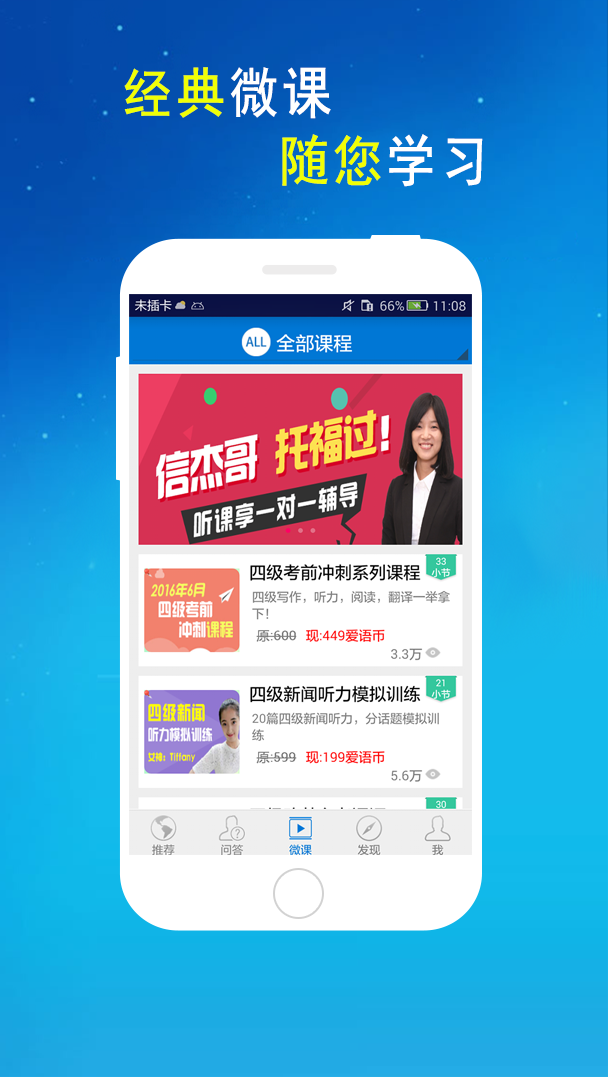 经典微课
随您学习
未插卡 66% 11:08
ALL 全部课程
信杰哥 托福过!
听课享一对一辅导
2016年6月
四级考前
冲刺课程
四级考前冲刺系列课程
33
小节
四级写作，听力，阅读，翻译一举拿
下！
原:600 现:449爱语币
3.3万
四级新闻
听力模拟训练
女神：Tiffany
四级新闻听力模拟训练
21
小节
20篇四级新闻听力，分话题模拟训
练
原:599 现:199爱语币
5.6万
30
推荐 问答 微课 发现 我